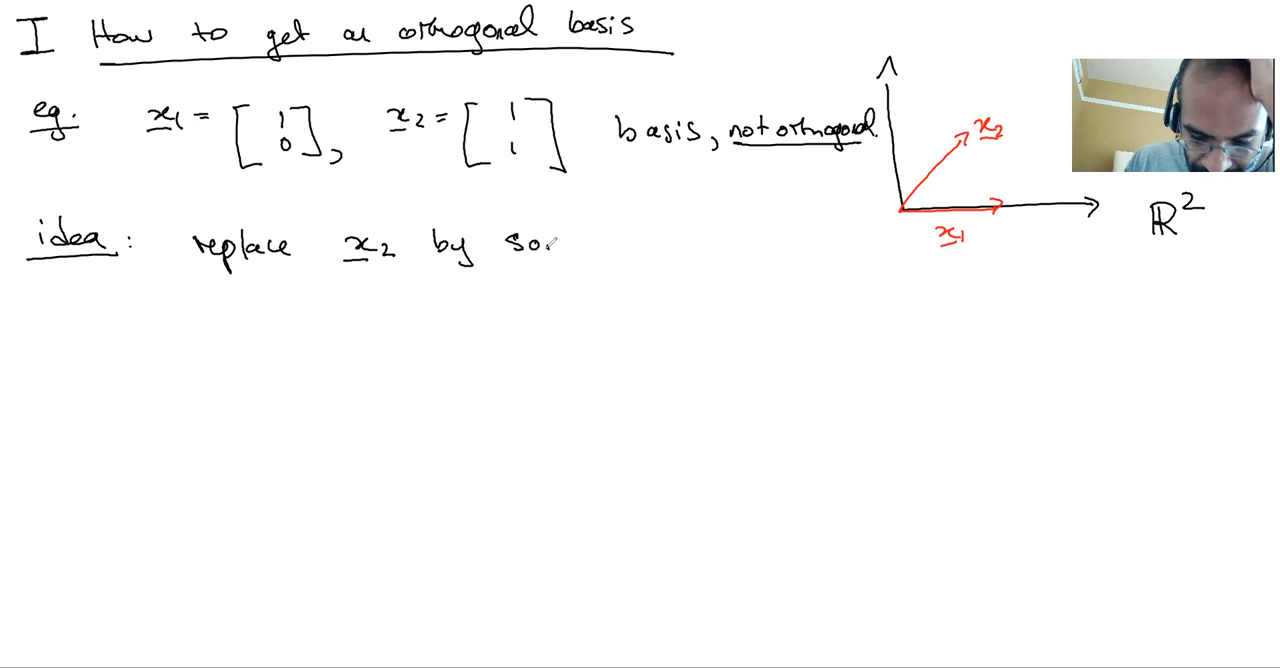 I How to get an orthogonal basis
eg. x1 = [1 0], x2 = [1 1] basis, not orthogonal.
x2
x1
ℝ²
idea: replace x2 by so